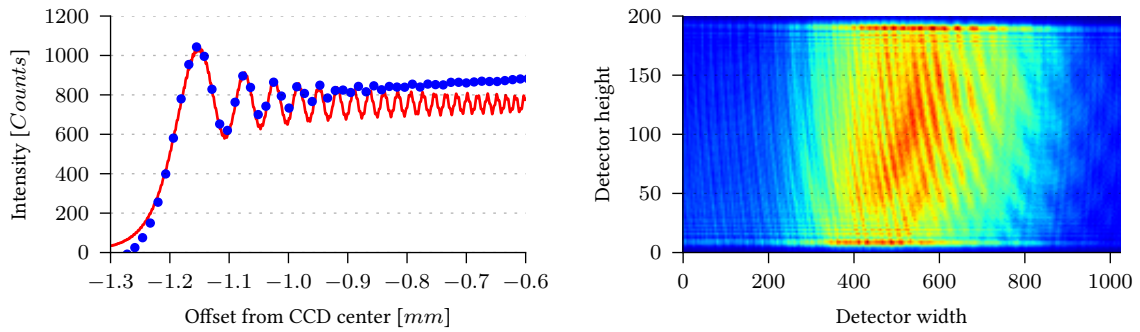 1200
1000
800
600
400
200
0
−1.3 −1.2 −1.1 −1.0 −0.9 −0.8 −0.7 −0.6
Offset from CCD center [mm]
Intensity [Counts]
200
150
100
50
0
0 200 400 600 800 1000
Detector width
Detector height